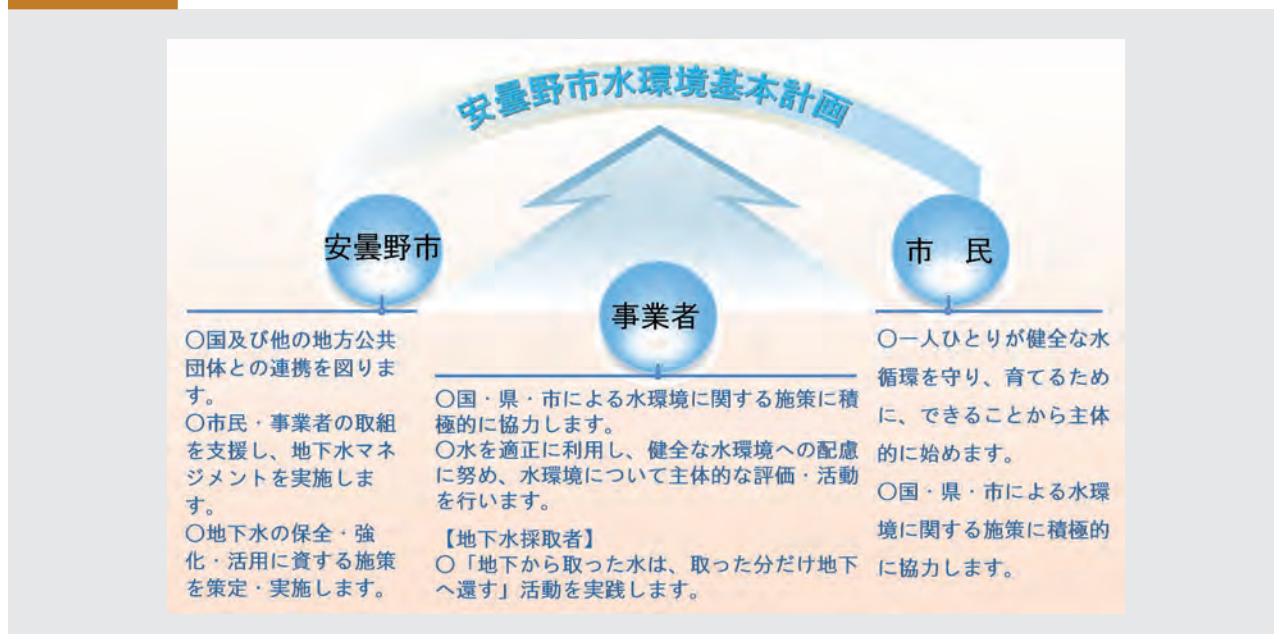 安曇野市水環境基本計画
安曇野市
〇国及び他の地方公共
団体との連携を図りま
す。
〇市民・事業者の取組
を支援し、地下水マネ
ジメントを実施しま
す。
〇地下水の保全・強
化・活用に資する施策
を策定・実施します。
事業者
〇国・県・市による水環境に関する施策に積
極的に協力します。
〇水を適正に利用し、健全な水環境への配慮
に努め、水環境について主体的な評価・活動
を行います。
【地下水採取者】
〇「地下から取った水は、取った分だけ地下
へ還す」活動を実践します。
市　民
〇一人ひとりが健全な水
循環を守り、育てるため
に、できることから主体
的に始めます。
〇国・県・市による水環
境に関する施策に積極的
に協力します。